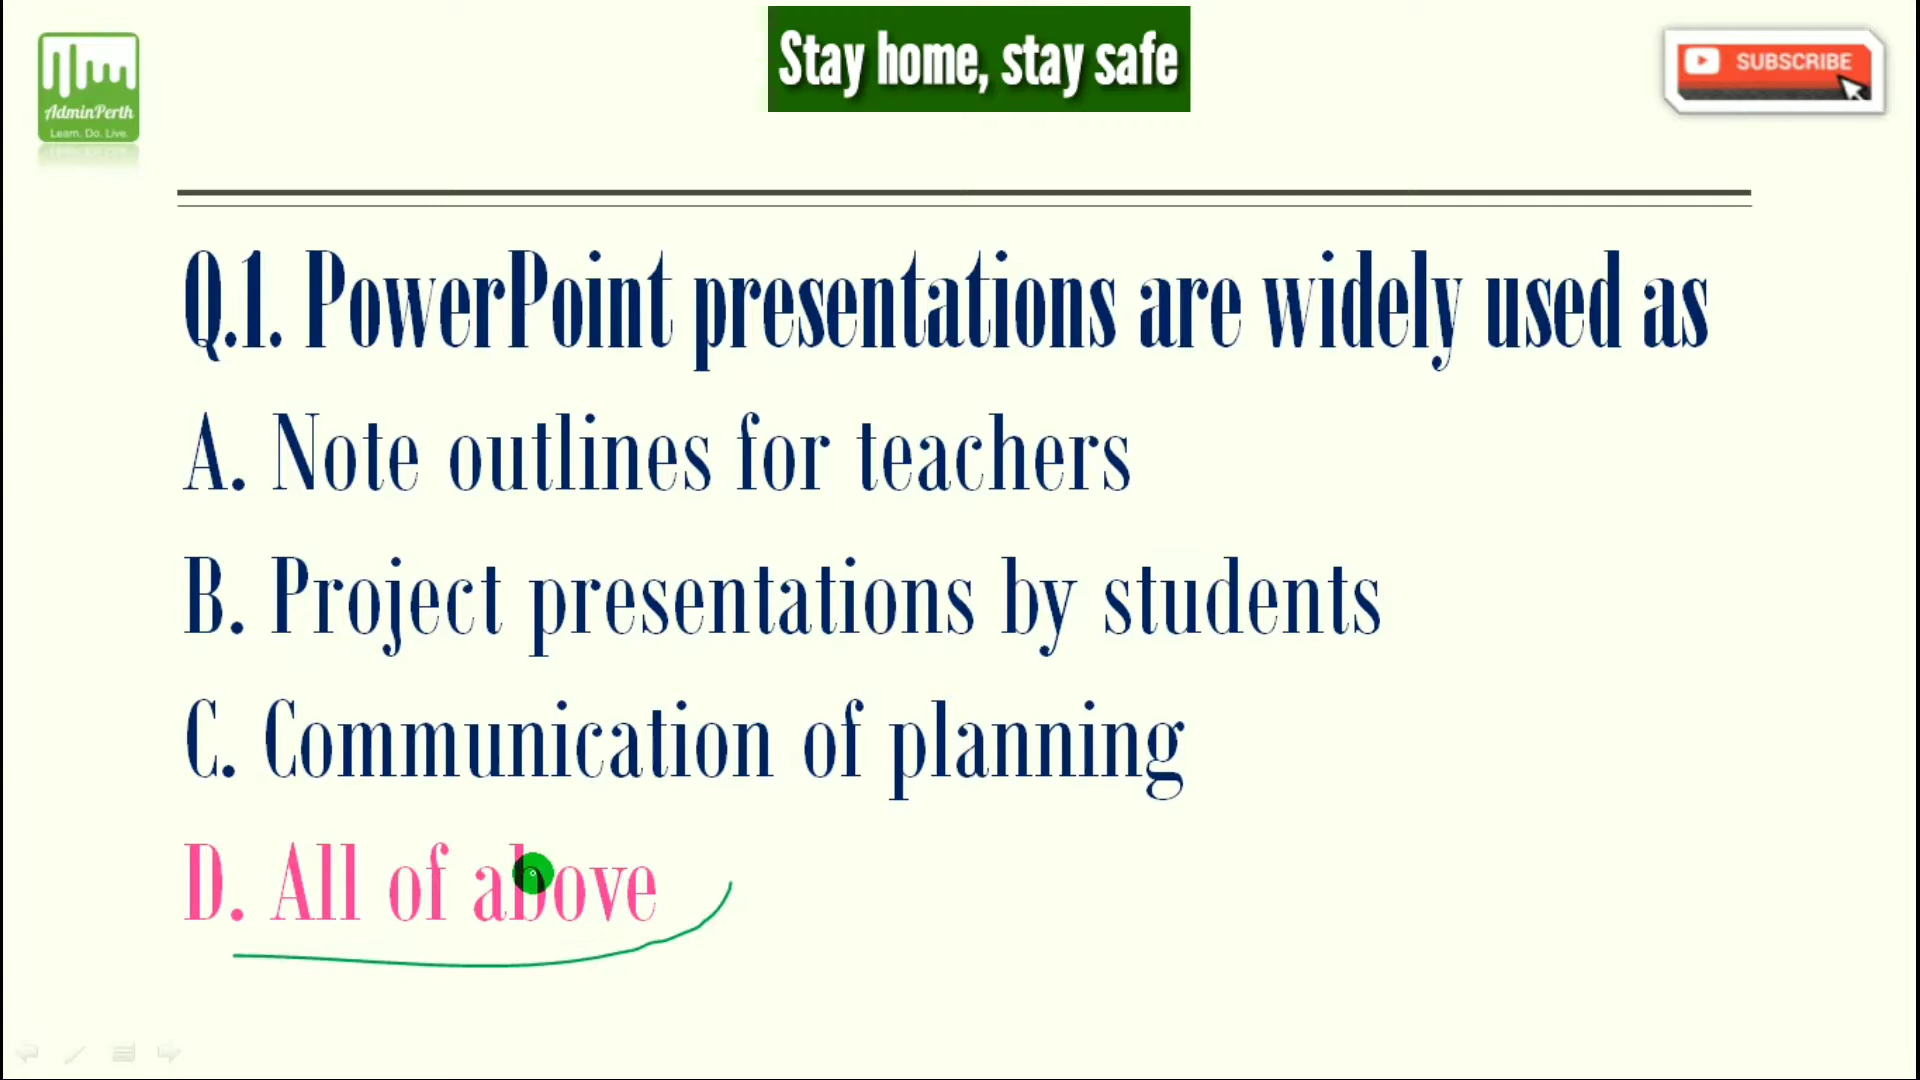 Stay home, stay safe
SUBSCRIBE
AdminPerth
Learn. Do. Live.
Q.1. PowerPoint presentations are widely used as
A. Note outlines for teachers
B. Project presentations by students
C. Communication of planning
D. All of above